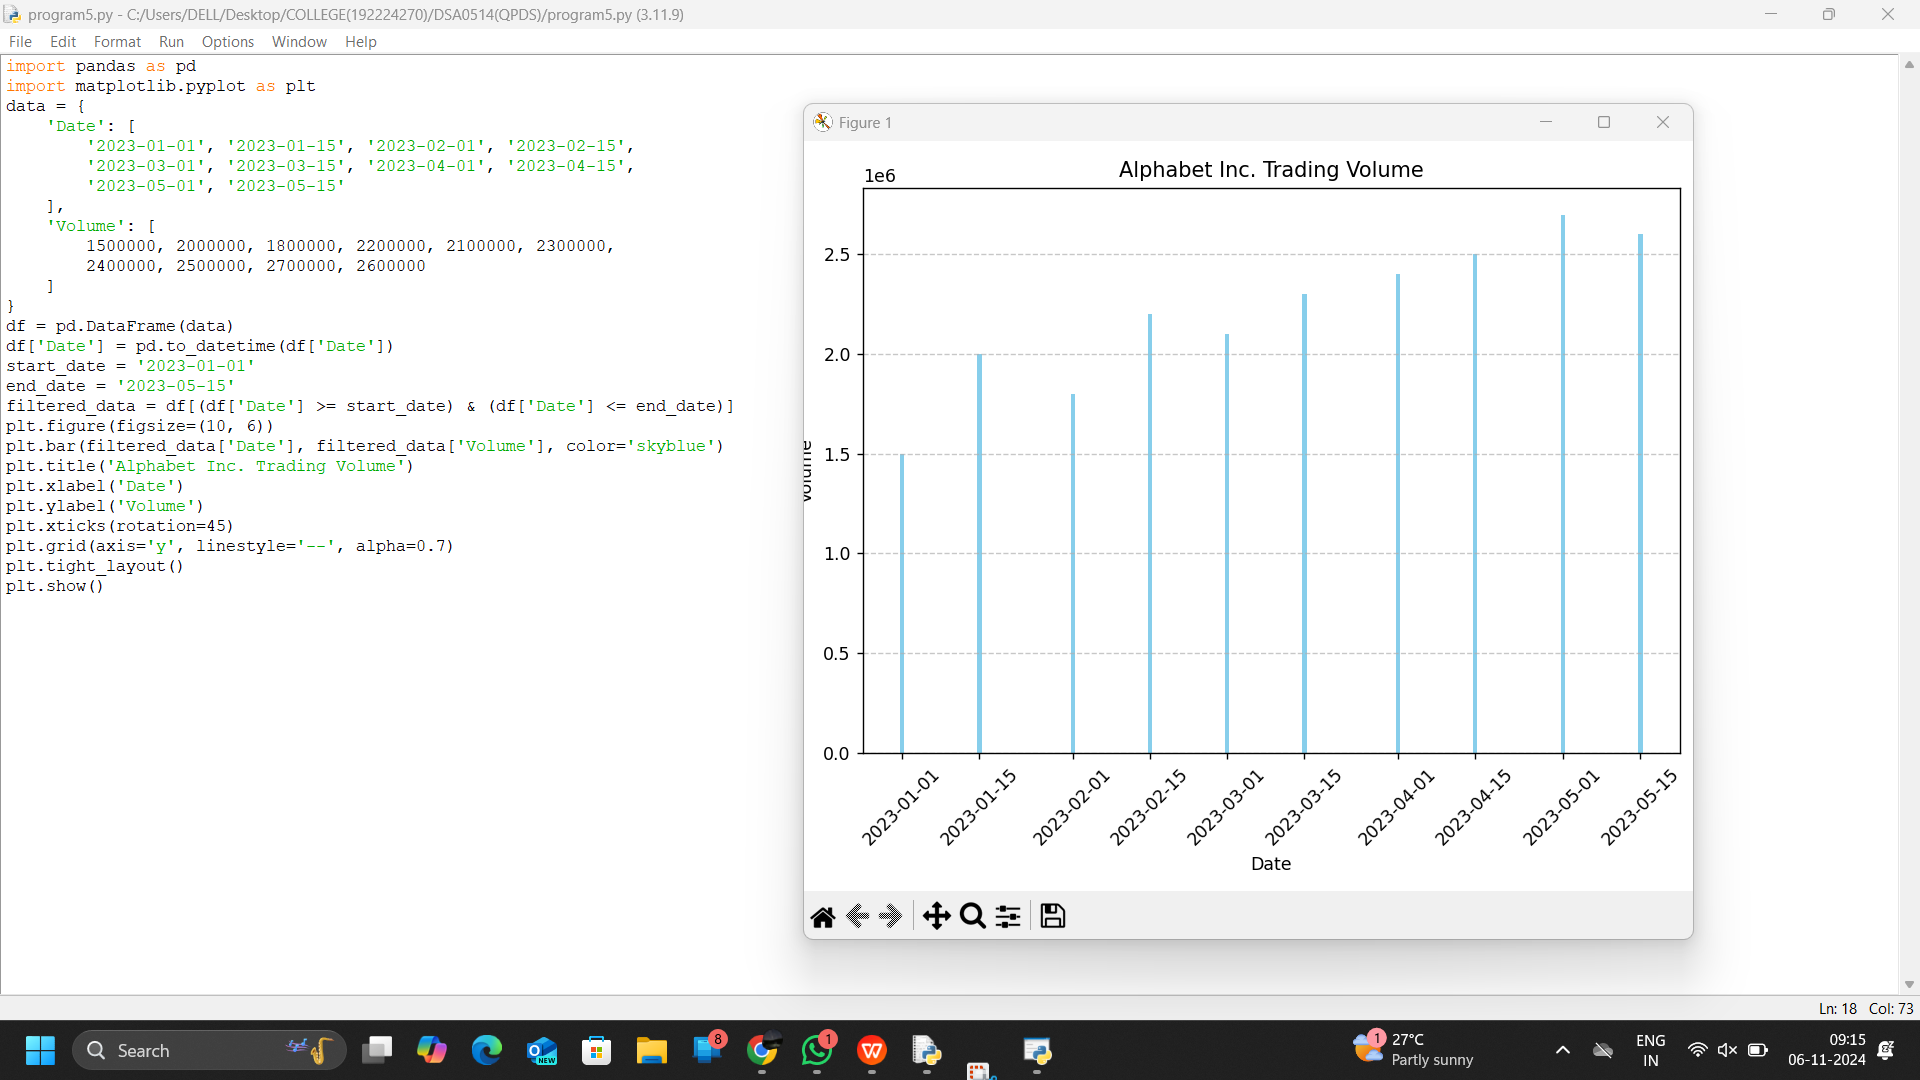 program5.py - C:/Users/DELL/Desktop/COLLEGE(192224270)/DSA0514(QPDS)/program5.py (3.11.9)
File Edit Format Run Options Window Help
import pandas as pd
import matplotlib.pyplot as plt
data = {
    'Date': [
        '2023-01-01', '2023-01-15', '2023-02-01', '2023-02-15',
        '2023-03-01', '2023-03-15', '2023-04-01', '2023-04-15',
        '2023-05-01', '2023-05-15'
    ],
    'Volume': [
        1500000, 2000000, 1800000, 2200000, 2100000, 2300000,
        2400000, 2500000, 2700000, 2600000
    ]
}
df = pd.DataFrame(data)
df['Date'] = pd.to_datetime(df['Date'])
start_date = '2023-01-01'
end_date = '2023-05-15'
filtered_data = df[(df['Date'] >= start_date) & (df['Date'] <= end_date)]
plt.figure(figsize=(10, 6))
plt.bar(filtered_data['Date'], filtered_data['Volume'], color='skyblue')
plt.title('Alphabet Inc. Trading Volume')
plt.xlabel('Date')
plt.ylabel('Volume')
plt.xticks(rotation=45)
plt.grid(axis='y', linestyle='--', alpha=0.7)
plt.tight_layout()
plt.show()
Figure 1
Alphabet Inc. Trading Volume
1e6
2.5
2.0
1.5
1.0
0.5
0.0
Volume
2023-01-01
2023-01-15
2023-02-01
2023-02-15
2023-03-01
2023-03-15
2023-04-01
2023-04-15
2023-05-01
2023-05-15
Date
Ln: 18 Col: 73
Search
NEW
8
1
W
1
27°C
Partly sunny
ENG
IN
09:15
06-11-2024